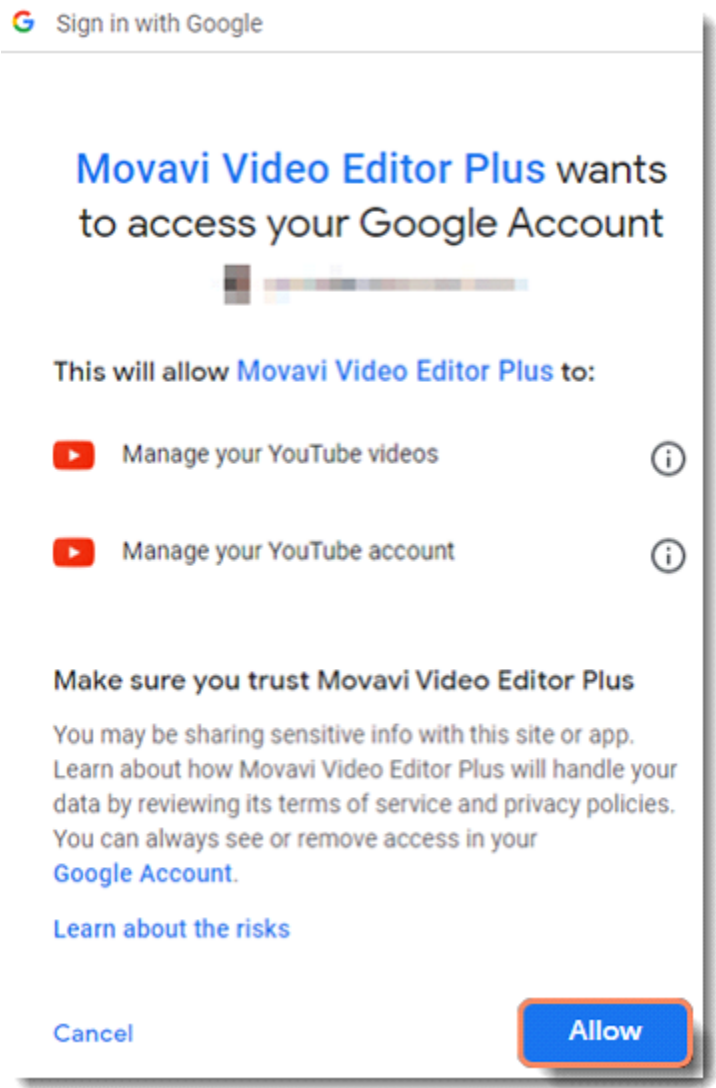 Sign in with Google
Movavi Video Editor Plus wants
to access your Google Account
This will allow Movavi Video Editor Plus to:
Manage your YouTube videos
Manage your YouTube account
Make sure you trust Movavi Video Editor Plus
You may be sharing sensitive info with this site or app.
Learn about how Movavi Video Editor Plus will handle your
data by reviewing its terms of service and privacy policies.
You can always see or remove access in your
Google Account.
Learn about the risks
Cancel
Allow